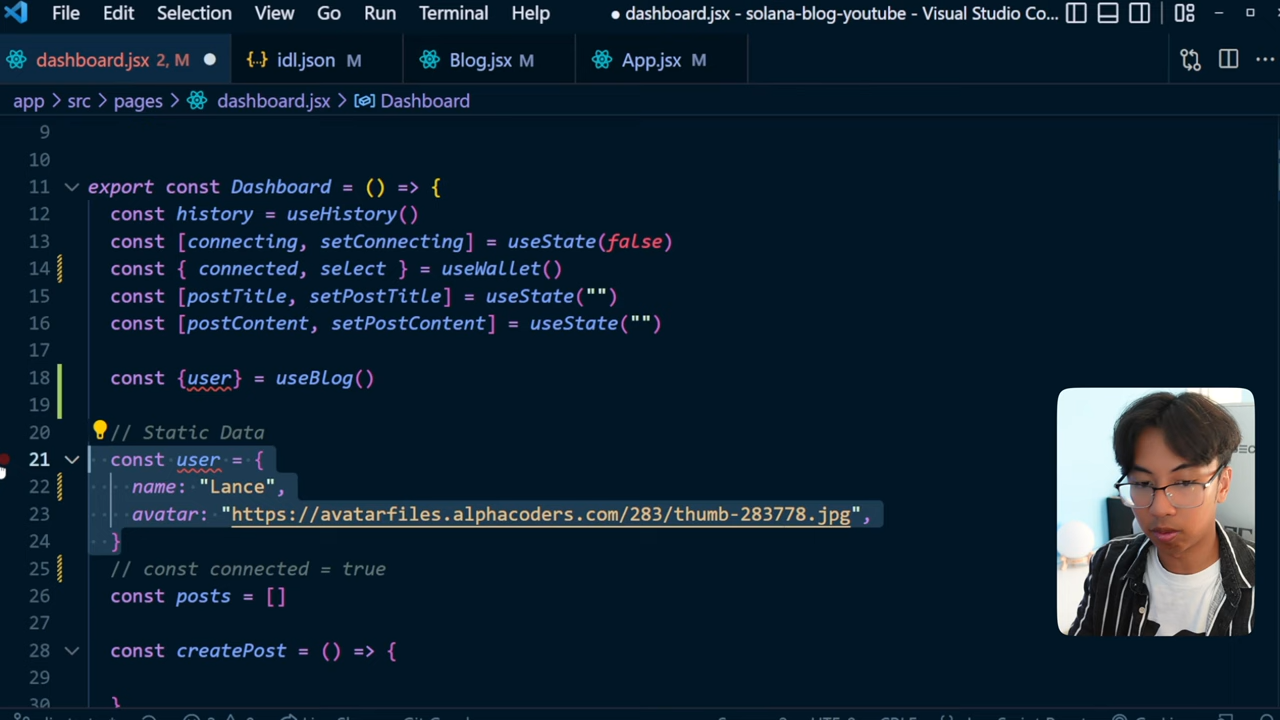 File Edit Selection View Go Run Terminal Help ● dashboard.jsx - solana-blog-youtube - Visual Studio Co...
dashboard.jsx 2, M ● {..} idl.json M Blog.jsx M App.jsx M
app > src > pages > dashboard.jsx > Dashboard
9
10
11 export const Dashboard = () => {
12 const history = useHistory()
13 const [connecting, setConnecting] = useState(false)
14 const { connected, select } = useWallet()
15 const [postTitle, setPostTitle] = useState("")
16 const [postContent, setPostContent] = useState("")
17
18 const {user} = useBlog()
19
20 // Static Data
21 const user = {
22 name: "Lance",
23 avatar: "https://avatarfiles.alphacoders.com/283/thumb-283778.jpg",
24 }
25 // const connected = true
26 const posts = []
27
28 const createPost = () => {
29
30 }